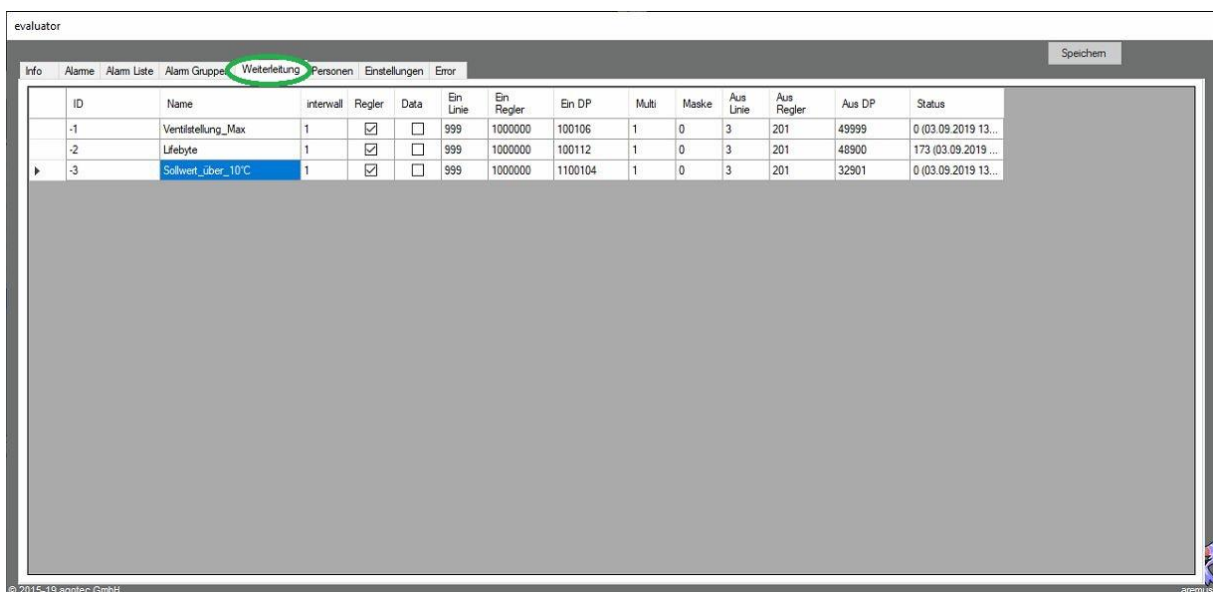 evaluator
Speichern
Info Alarme Alarm Liste Alarm Gruppe Weiterleitung Personen Einstellungen Error
ID Name interwall Regler Data Ein Linie Ein Regler Ein DP Multi Maske Aus Linie Aus Regler Aus DP Status
-1 Ventilstellung_Max 1 999 1000000 100106 1 0 3 201 49999 0 (03.09.2019 13...
-2 Lifebyte 1 999 1000000 100112 1 0 3 201 48900 173 (03.09.2019 ...
-3 Sollwert_über_10°C 1 999 1000000 1100104 1 0 3 201 32901 0 (03.09.2019 13...
© 2015-19 agotec GmbH
aremus